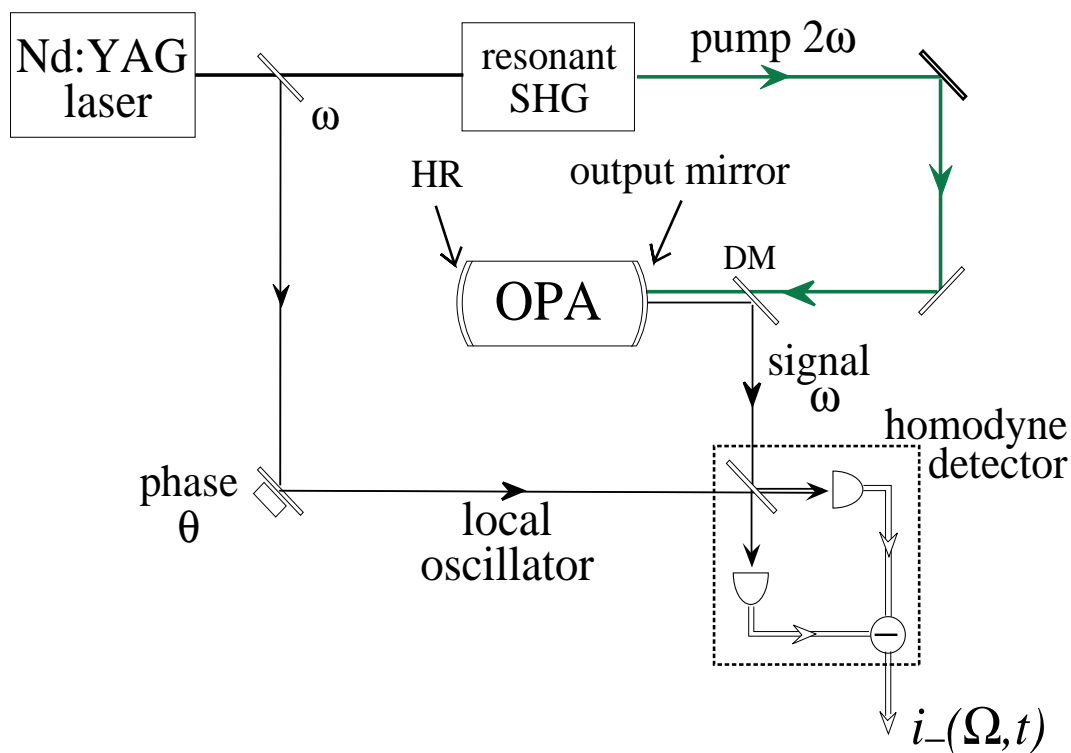 Nd:YAG
laser
ω
resonant
SHG
pump 2ω
HR
output mirror
DM
OPA
signal
ω
homodyne
detector
phase
θ
local
oscillator
−
i−(Ω,t)